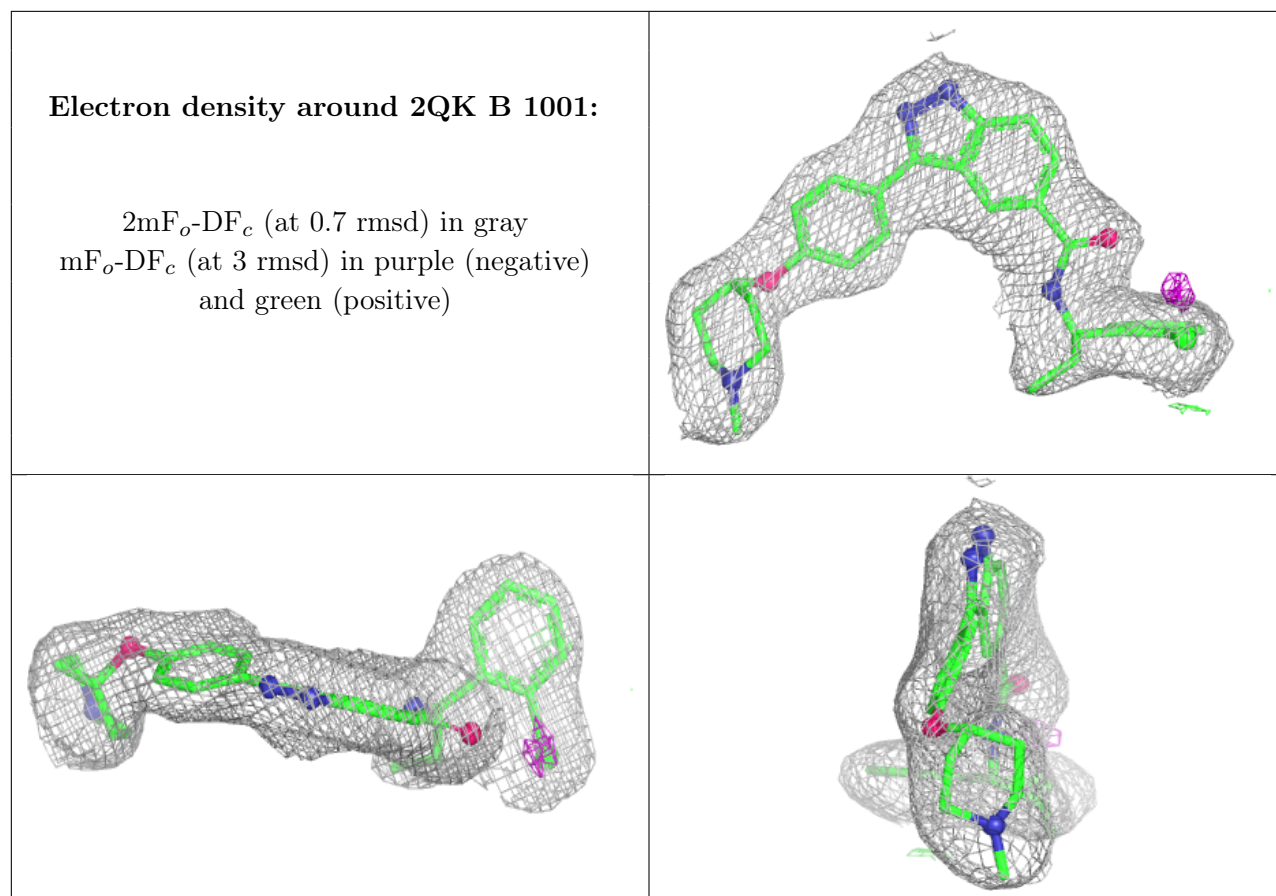 Electron density around 2QK B 1001:
2mFo-DFc (at 0.7 rmsd) in gray
mFo-DFc (at 3 rmsd) in purple (negative)
and green (positive)